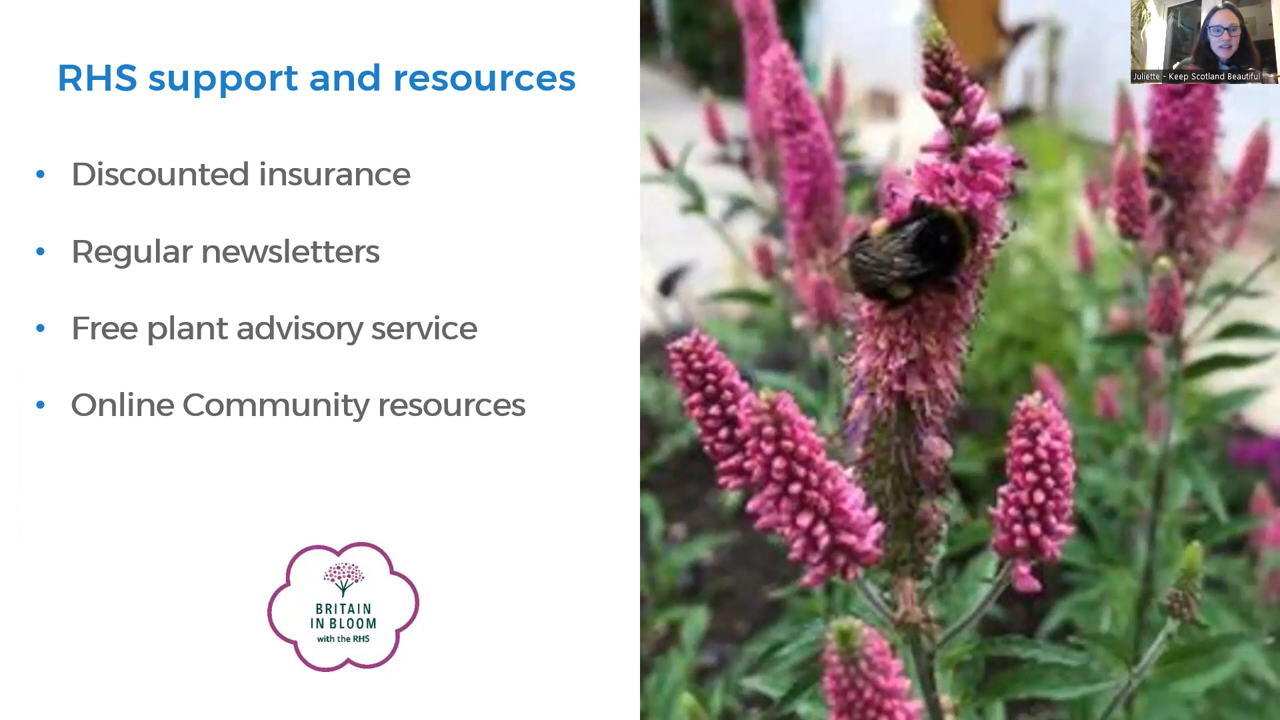 RHS support and resources
• Discounted insurance
• Regular newsletters
• Free plant advisory service
• Online Community resources
BRITAIN
IN BLOOM
with the RHS
Juliette - Keep Scotland Beautiful